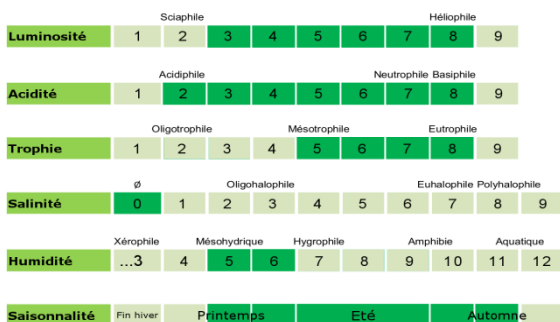 Sciaphile Héliophile
Luminosité 1 2 3 4 5 6 7 8 9
Acidiphile Neutrophile Basiphile
Acidité 1 2 3 4 5 6 7 8 9
Oligotrophile Mésotrophile Eutrophile
Trophie 1 2 3 4 5 6 7 8 9
Ø Oligohalophile Euhalophile Polyhalophile
Salinité 0 1 2 3 4 5 6 7 8 9
Xérophile Mésohydrique Hygrophile Amphibie Aquatique
Humidité ...3 4 5 6 7 8 9 10 11 12
Saisonnalité Fin hiver Printemps Eté Automne